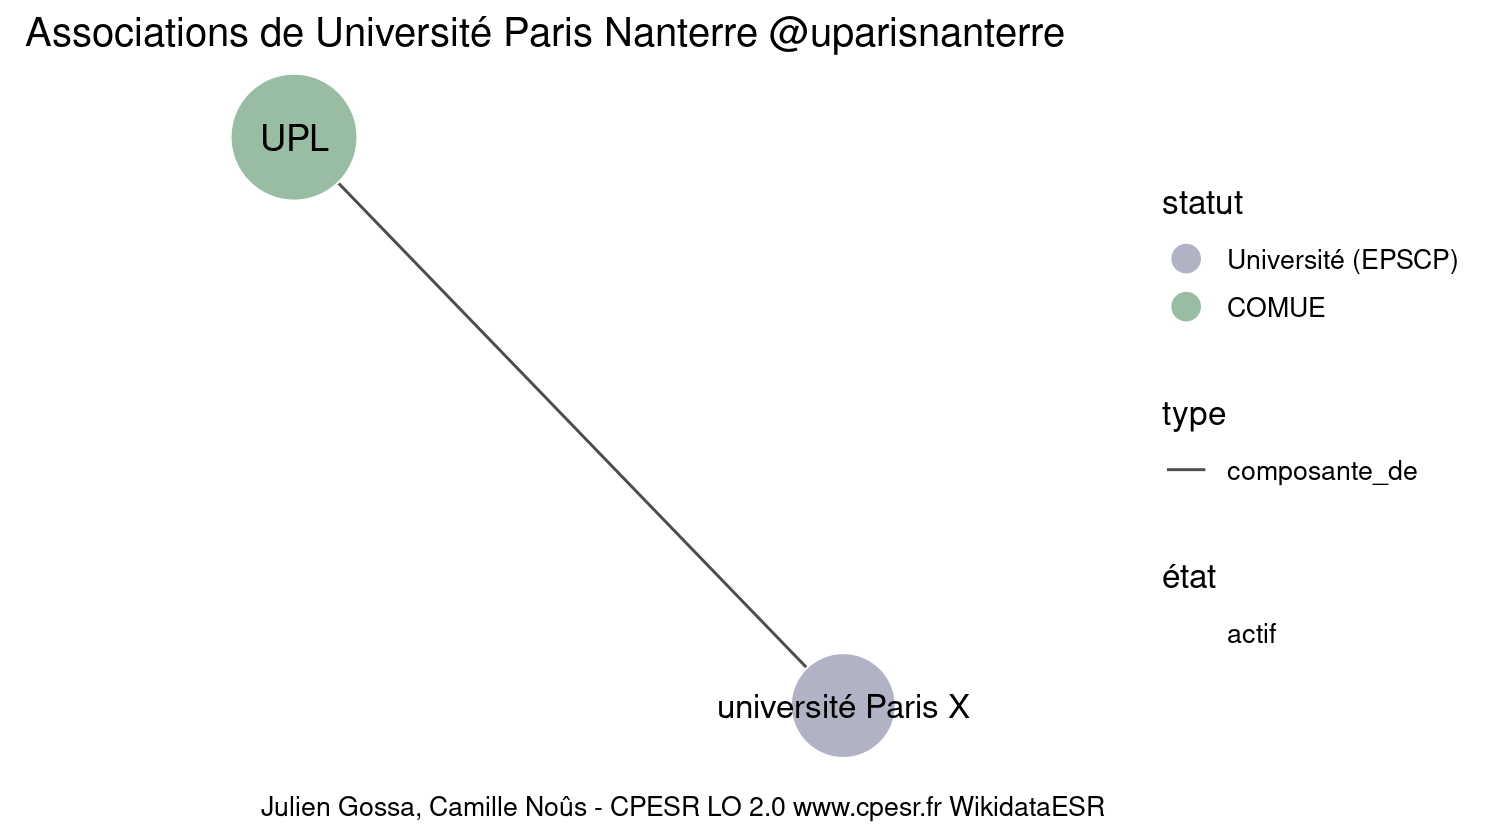 Associations de Université Paris Nanterre @uparisnanterre
UPL
statut
Université (EPSCP)
COMUE
type
composante_de
état
actif
université Paris X
Julien Gossa, Camille Noûs - CPESR LO 2.0 www.cpesr.fr WikidataESR